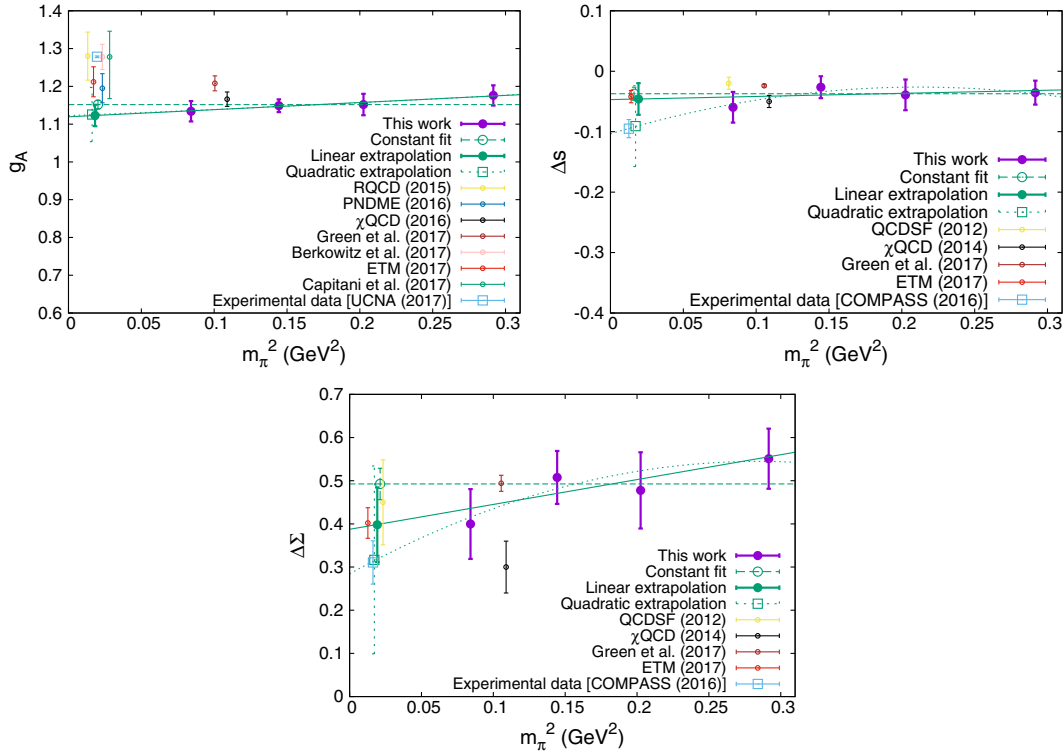 1.4
1.3
1.2
1.1
1
0.9
0.8
0.7
0.6
g_A
0
0.05
0.1
0.15
0.2
0.25
0.3
m_π^2 (GeV^2)
This work
Constant fit
Linear extrapolation
Quadratic extrapolation
RQCD (2015)
PNDME (2016)
χQCD (2016)
Green et al. (2017)
Berkowitz et al. (2017)
ETM (2017)
Capitani et al. (2017)
Experimental data [UCNA (2017)]
0.1
0
-0.1
-0.2
-0.3
-0.4
Δs
0
0.05
0.1
0.15
0.2
0.25
0.3
m_π^2 (GeV^2)
This work
Constant fit
Linear extrapolation
Quadratic extrapolation
QCDSF (2012)
χQCD (2014)
Green et al. (2017)
ETM (2017)
Experimental data [COMPASS (2016)]
0.7
0.6
0.5
0.4
0.3
0.2
0.1
0
ΔΣ
0
0.05
0.1
0.15
0.2
0.25
0.3
m_π^2 (GeV^2)
This work
Constant fit
Linear extrapolation
Quadratic extrapolation
QCDSF (2012)
χQCD (2014)
Green et al. (2017)
ETM (2017)
Experimental data [COMPASS (2016)]